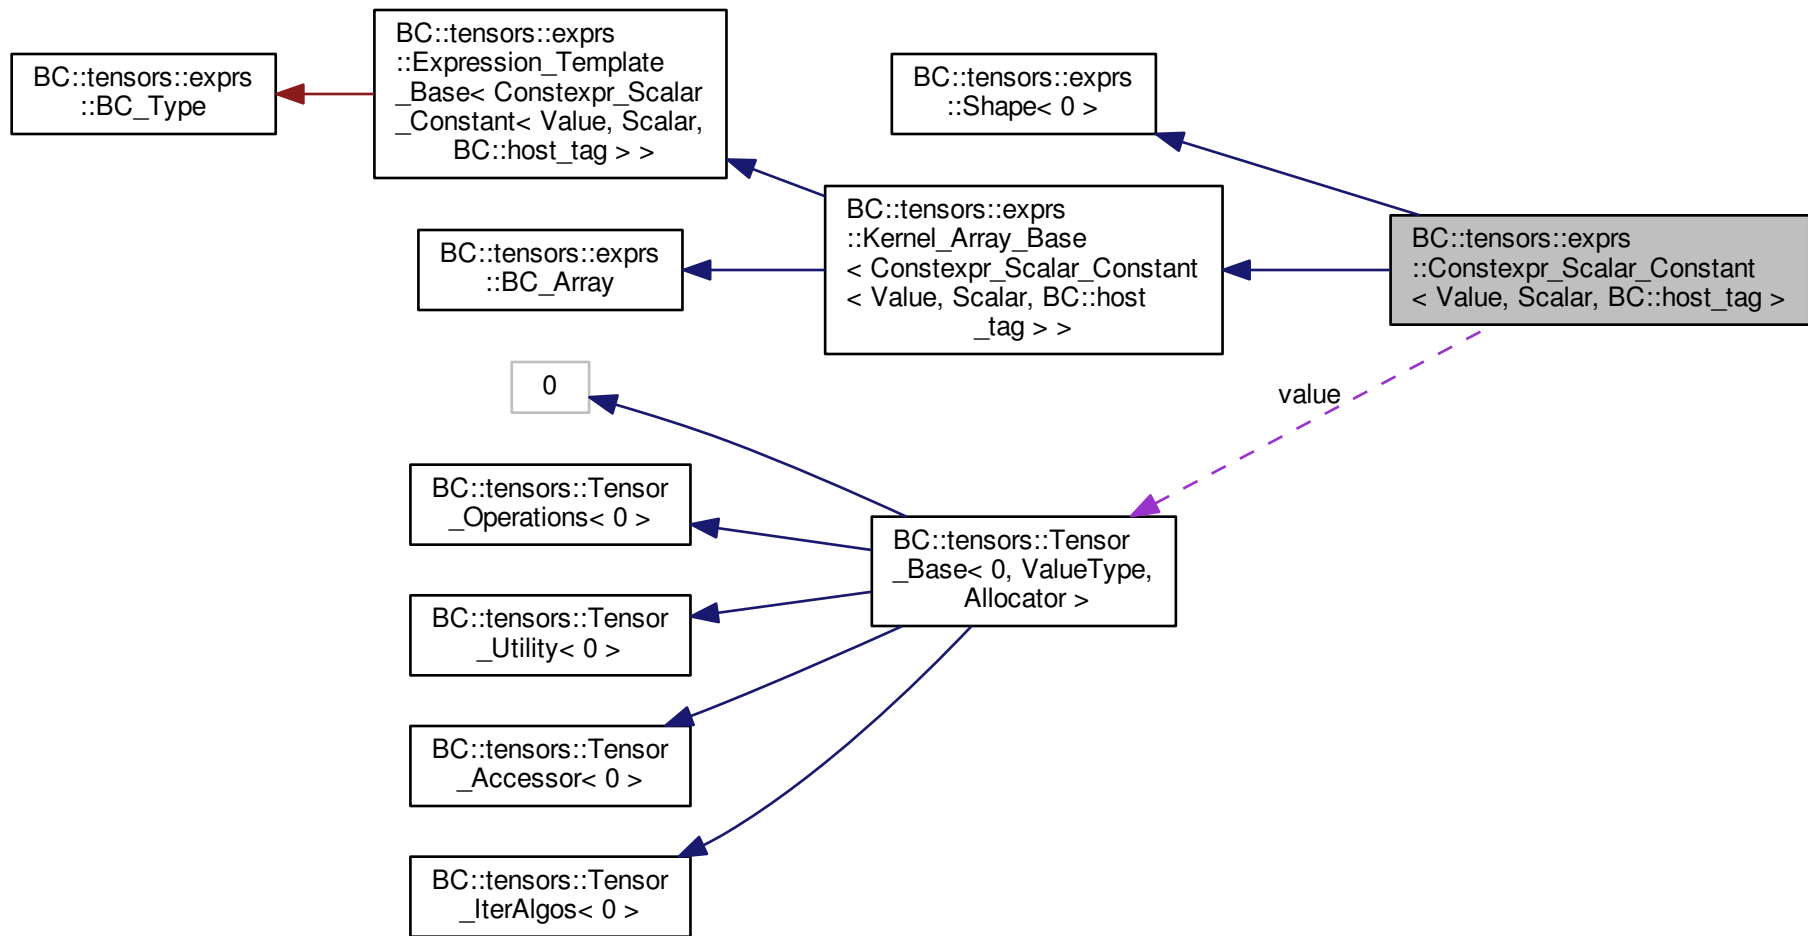 BC::tensors::exprs
::BC_Type
BC::tensors::exprs
::Expression_Template
_Base< Constexpr_Scalar
_Constant< Value, Scalar,
BC::host_tag > >
BC::tensors::exprs
::Shape< 0 >
BC::tensors::exprs
::BC_Array
BC::tensors::exprs
::Kernel_Array_Base
< Constexpr_Scalar_Constant
< Value, Scalar, BC::host
_tag > >
BC::tensors::exprs
::Constexpr_Scalar_Constant
< Value, Scalar, BC::host_tag >
value
0
BC::tensors::Tensor
_Operations< 0 >
BC::tensors::Tensor
_Base< 0, ValueType,
Allocator >
BC::tensors::Tensor
_Utility< 0 >
BC::tensors::Tensor
_Accessor< 0 >
BC::tensors::Tensor
_IterAlgos< 0 >